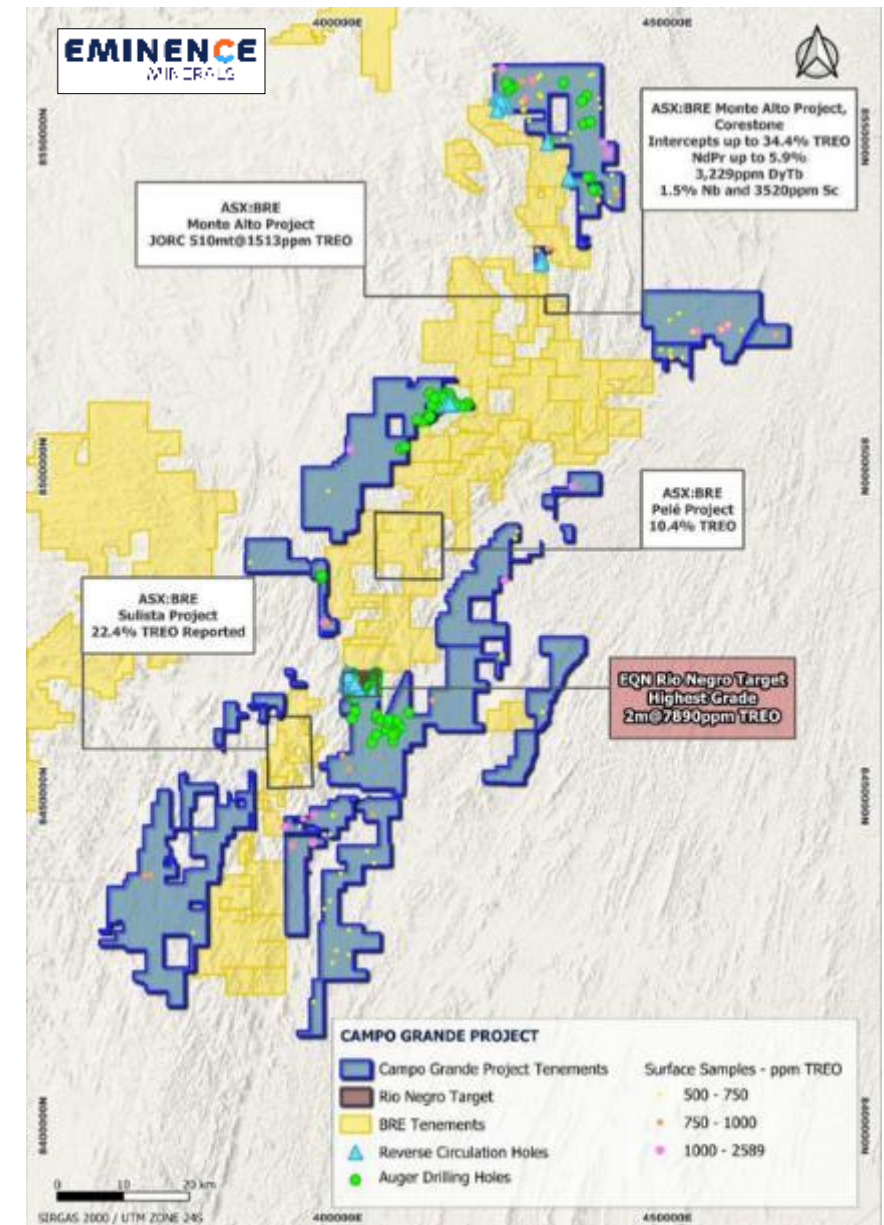 EMINENCE
MINERALS
400000E
450000E
8550000N
8550000N
ASX:BRE Monte Alto Project,
Corestone
Intercepts up to 34.4% TREO
NdPr up to 5.9%
3,229ppm DyTb
1.5% Nb and 3520ppm Sc
ASX:BRE
Monte Alto Project
JORC 510mt@1513ppm TREO
8500000N
8500000N
ASX:BRE
Pelé Project
10.4% TREO
ASX:BRE
Sulista Project
22.4% TREO Reported
EQN Rio Negro Target
Highest Grade
2m@7890ppm TREO
8450000N
8450000N
CAMPO GRANDE PROJECT
Campo Grande Project Tenements
Rio Negro Target
BRE Tenements
Reverse Circulation Holes
Auger Drilling Holes
Surface Samples - ppm TREO
500 - 750
750 - 1000
1000 - 2589
8400000N
8400000N
0 10 20 km
SIRGAS 2000 / UTM ZONE 24S
400000E
450000E